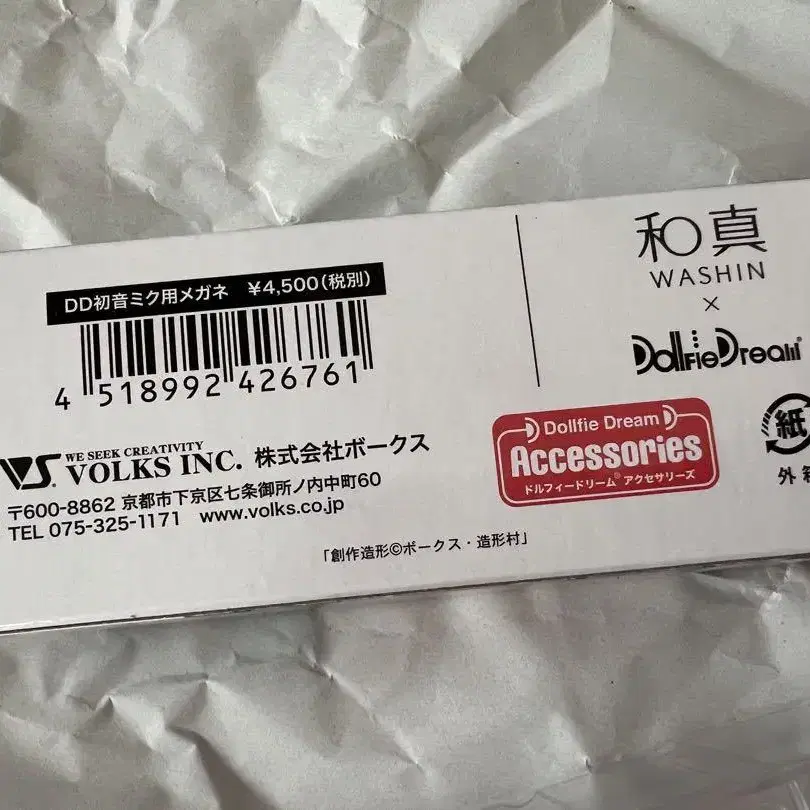 DD初音ミク用メガネ ¥4,500(税別)
4 518992 426761
和真
WASHIN
×
DollfieDream®
VS.
WE SEEK CREATIVITY
VOLKS INC. 株式会社ボークス
〒600-8862 京都市下京区七条御所ノ内中町60
TEL 075-325-1171 www.volks.co.jp
Dollfie Dream
Accessories
ドルフィードリーム® アクセサリーズ
紙
外箱
「創作造形©ボークス・造形村」